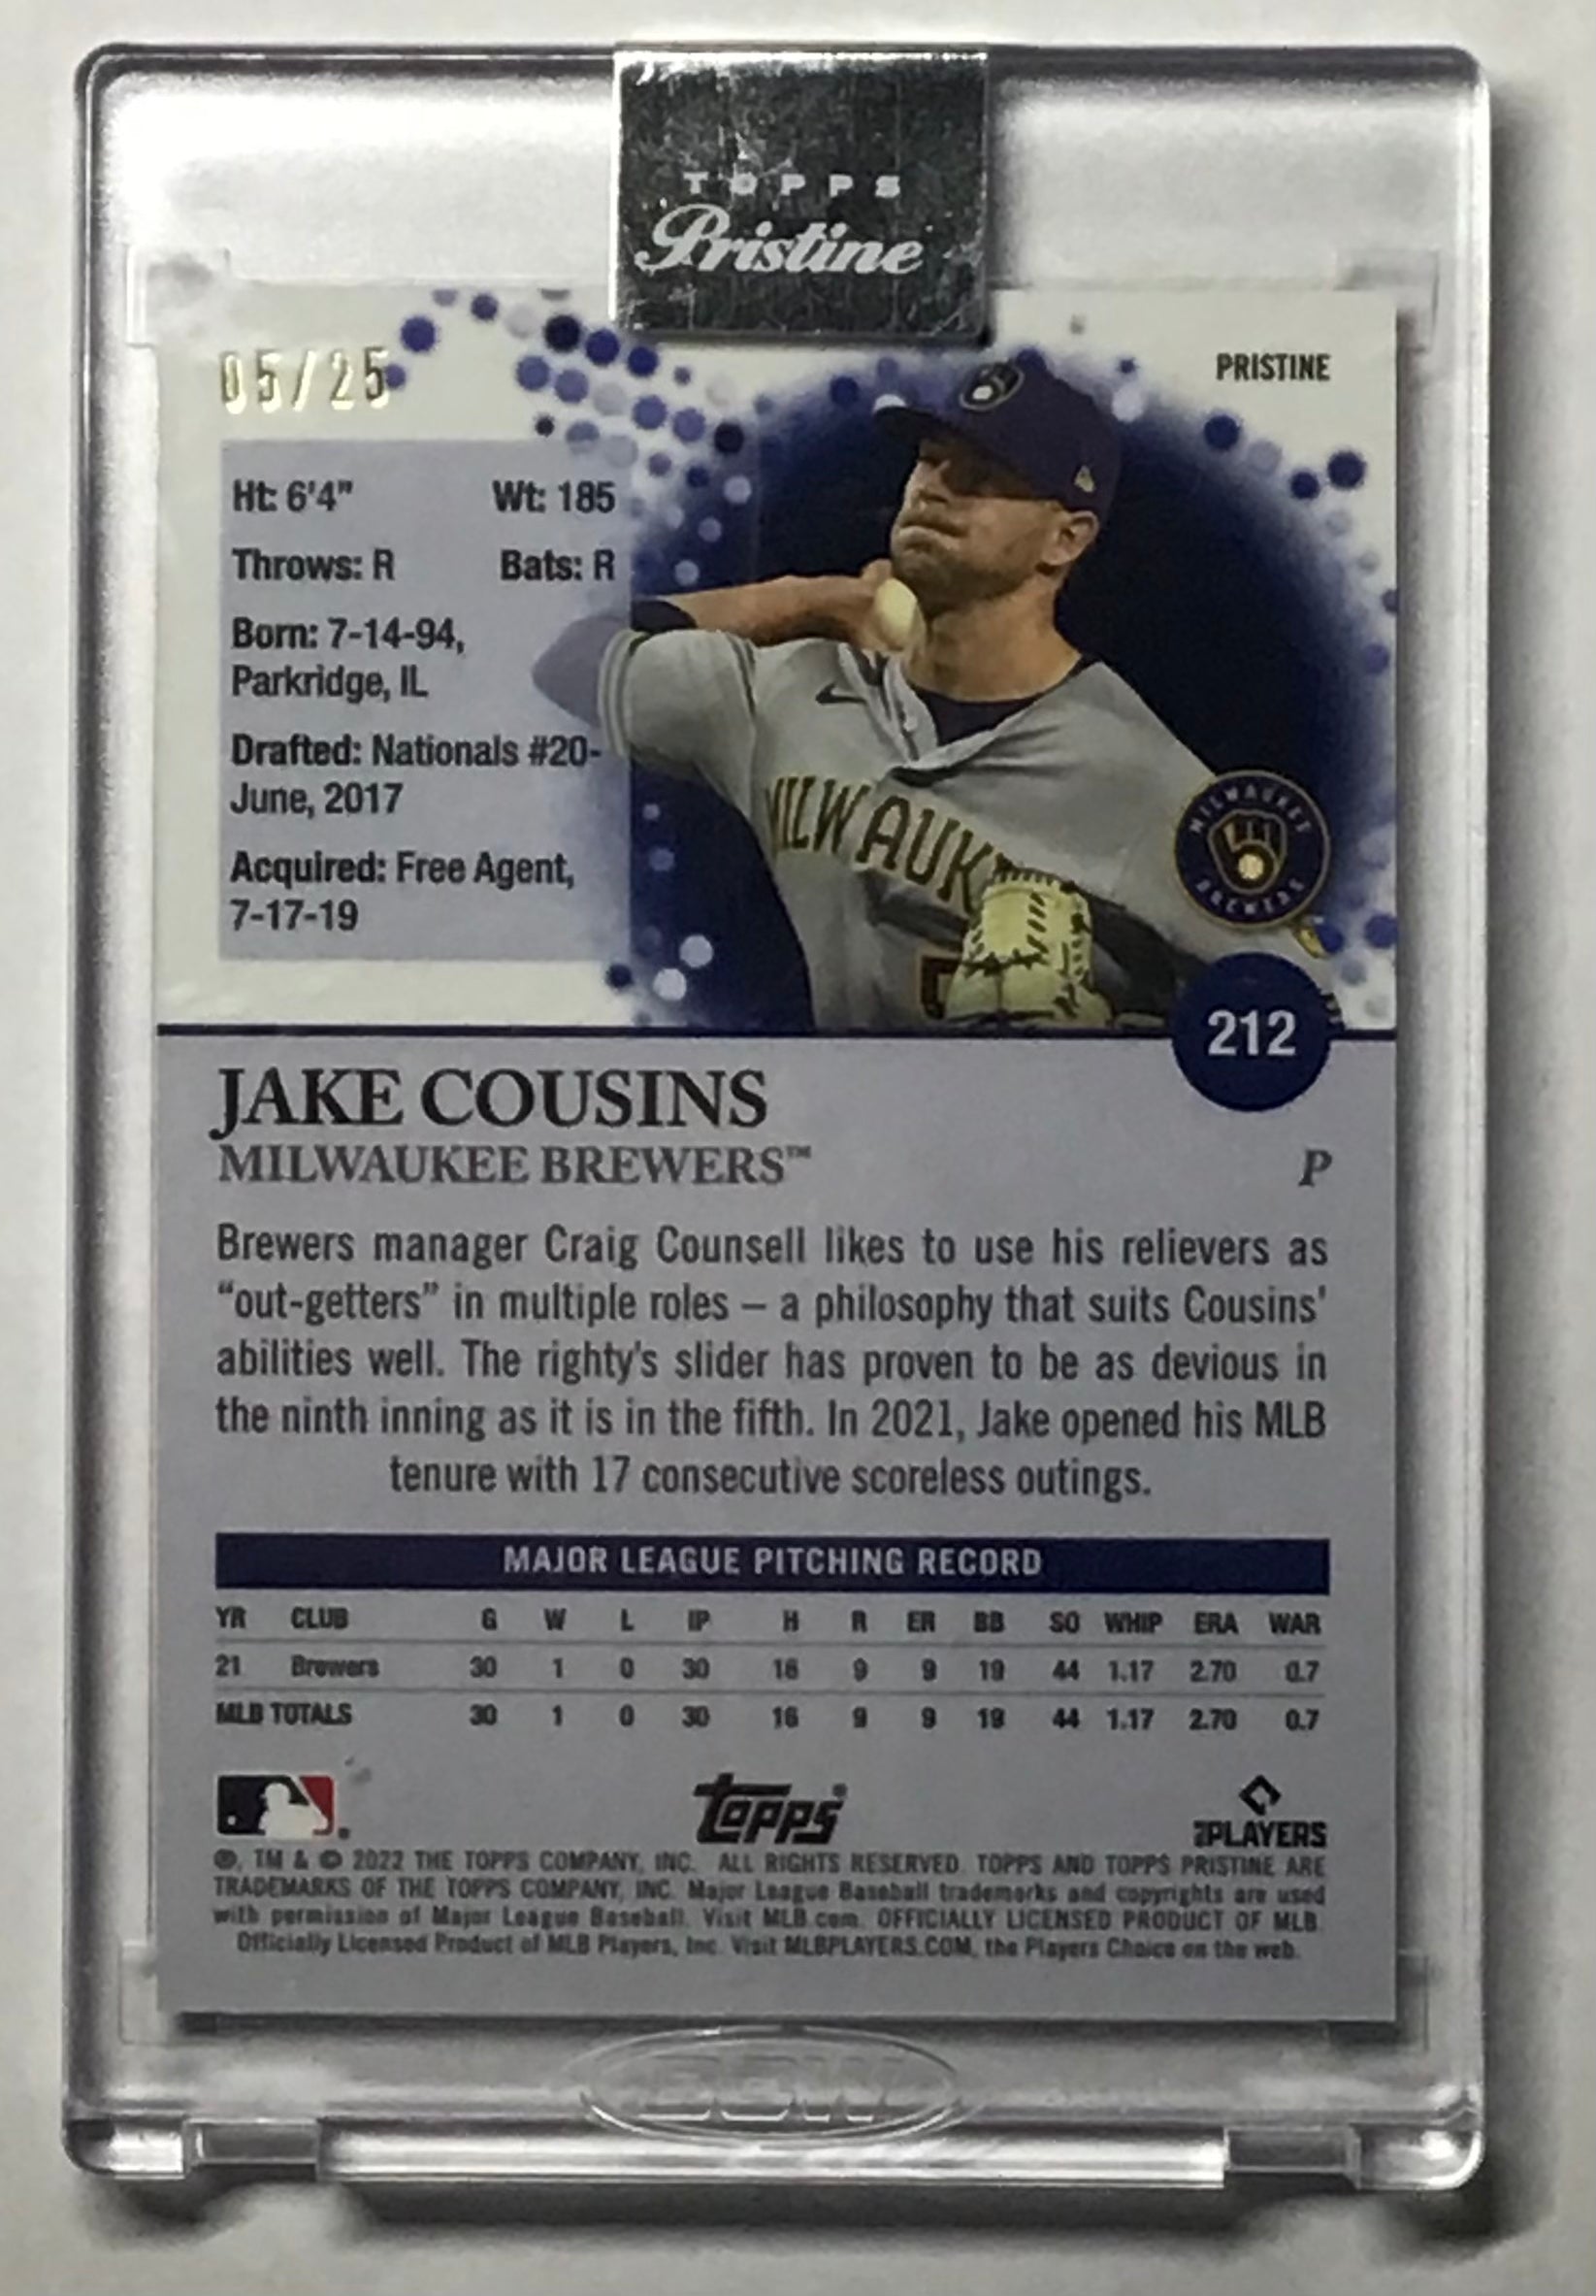 TOPPS
Pristine
05/25
PRISTINE
Ht: 6'4" Wt: 185
Throws: R Bats: R
Born: 7-14-94,
Parkridge, IL
Drafted: Nationals #20-
June, 2017
Acquired: Free Agent,
7-17-19
MILWAUK
MILWAUKEE
BREWERS
212
JAKE COUSINS
MILWAUKEE BREWERS™
P
Brewers manager Craig Counsell likes to use his relievers as
“out-getters” in multiple roles – a philosophy that suits Cousins'
abilities well. The righty's slider has proven to be as devious in
the ninth inning as it is in the fifth. In 2021, Jake opened his MLB
tenure with 17 consecutive scoreless outings.
MAJOR LEAGUE PITCHING RECORD
YR CLUB G W L IP H R ER BB SO WHIP ERA WAR
21 Brewers 30 1 0 30 16 9 9 19 44 1.17 2.70 0.7
MLB TOTALS 30 1 0 30 16 9 9 19 44 1.17 2.70 0.7
Topps®
PLAYERS
®, TM & © 2022 THE TOPPS COMPANY, INC. ALL RIGHTS RESERVED. TOPPS AND TOPPS PRISTINE ARE
TRADEMARKS OF THE TOPPS COMPANY, INC. Major League Baseball trademarks and copyrights are used
with permission of Major League Baseball. Visit MLB.com. OFFICIALLY LICENSED PRODUCT OF MLB
Officially Licensed Product of MLB Players, Inc. Visit MLBPLAYERS.COM, the Players Choice on the web.
BCW